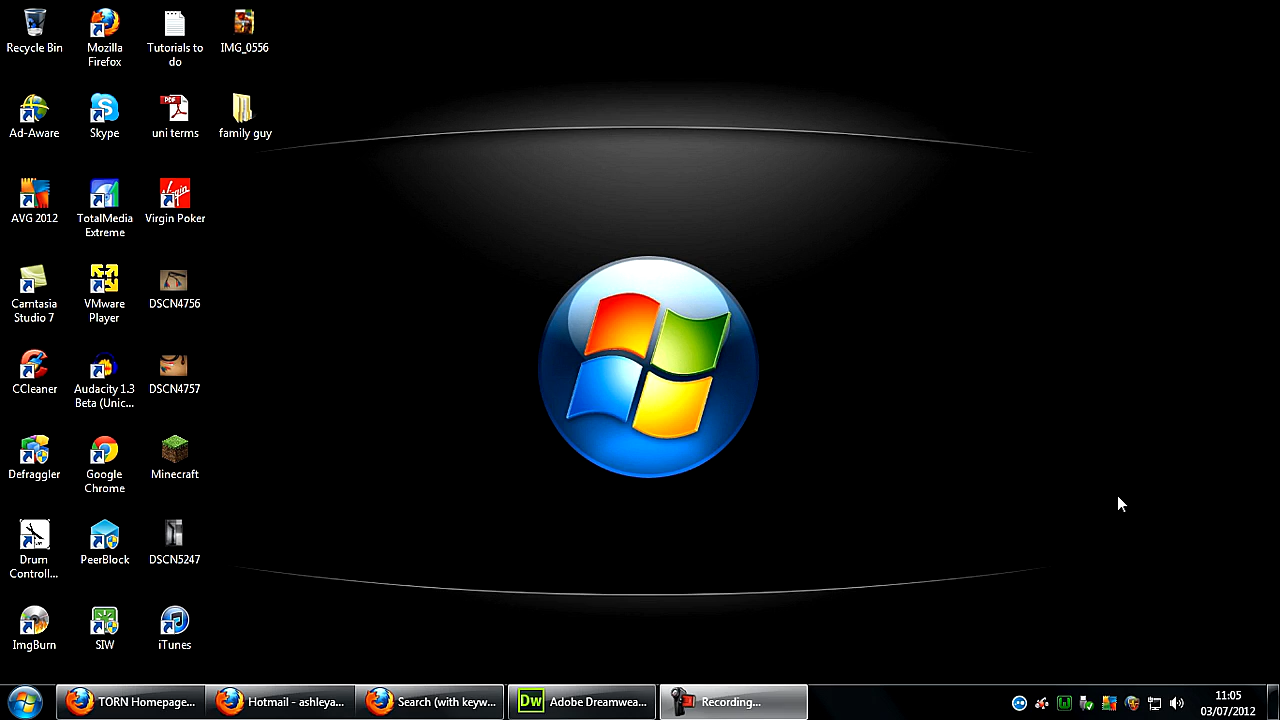 Recycle Bin
Mozilla
Firefox
Tutorials to
do
IMG_0556
Ad-Aware
Skype
PDF
uni terms
family guy
AVG 2012
TotalMedia
Extreme
Virgin
Virgin Poker
Camtasia
Studio 7
VMware
Player
DSCN4756
CCleaner
Audacity 1.3
Beta (Unic...
DSCN4757
Defraggler
Google
Chrome
Minecraft
Drum
Controll...
PeerBlock
DSCN5247
ImgBurn
SIW
iTunes
TORN Homepage...
Hotmail - ashleya...
Search (with keyw...
Dw
Adobe Dreamwea...
Recording...
11:05
03/07/2012